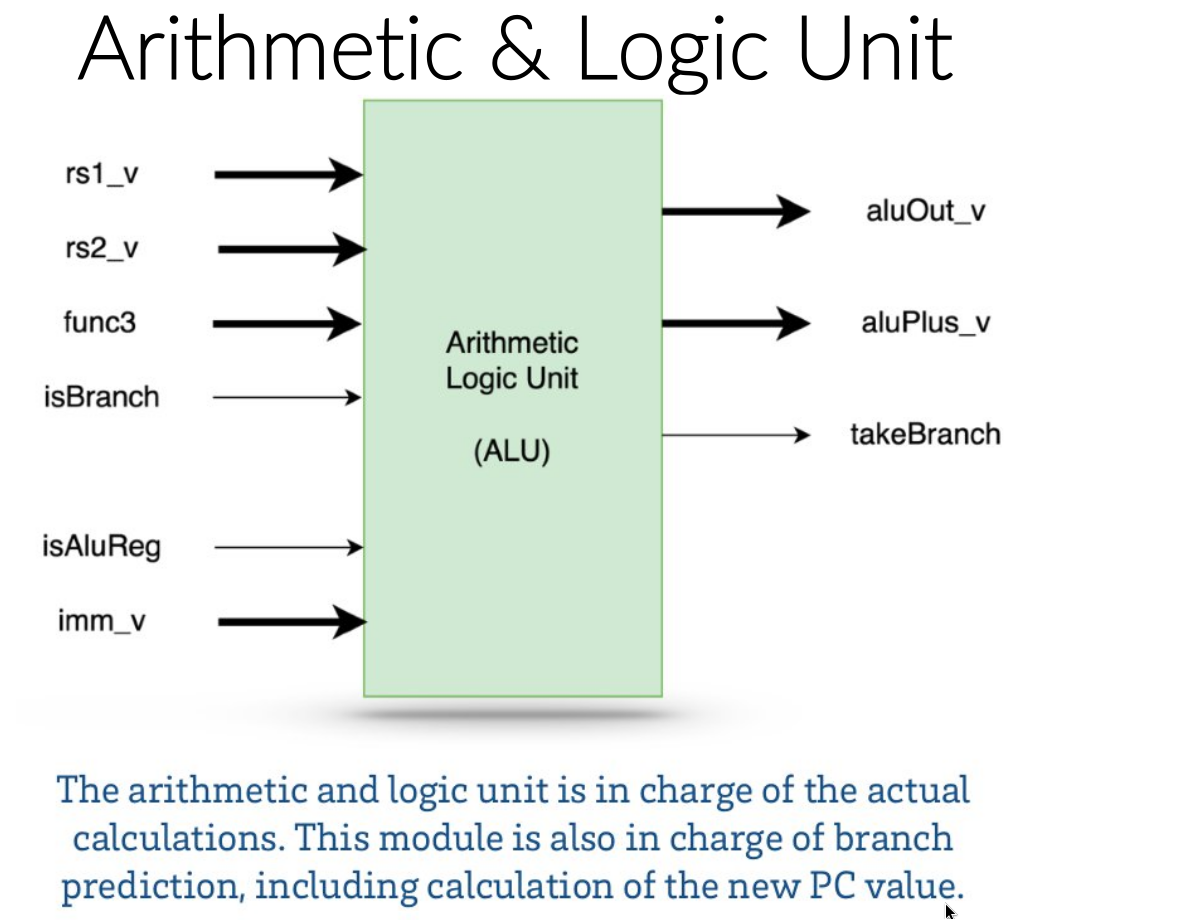 Arithmetic & Logic Unit
rs1_v
rs2_v
func3
isBranch
isAluReg
imm_v
Arithmetic
Logic Unit
(ALU)
aluOut_v
aluPlus_v
takeBranch
The arithmetic and logic unit is in charge of the actual
calculations. This module is also in charge of branch
prediction, including calculation of the new PC value.